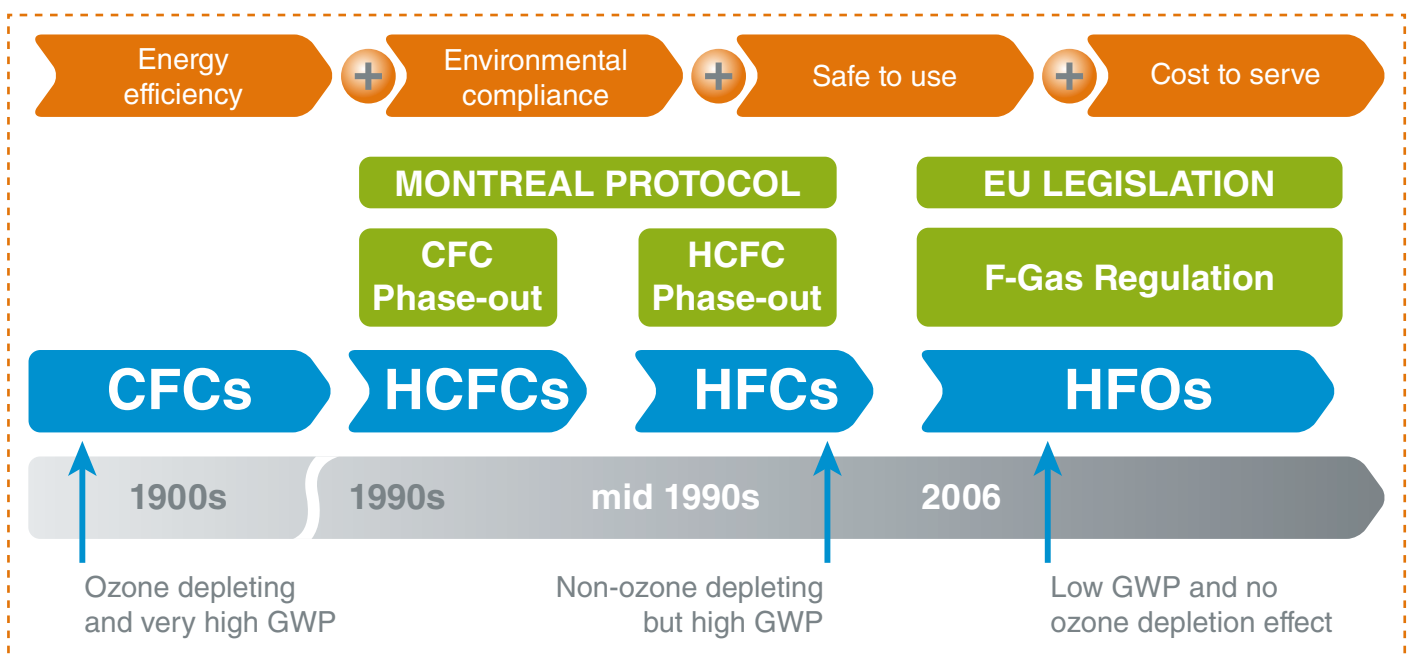 Energy
efficiency
+
Environmental
compliance
+
Safe to use
+
Cost to serve
MONTREAL PROTOCOL
EU LEGISLATION
CFC
Phase-out
HCFC
Phase-out
F-Gas Regulation
CFCs
HCFCs
HFCs
HFOs
1900s
1990s
mid 1990s
2006
Ozone depleting
and very high GWP
Non-ozone depleting
but high GWP
Low GWP and no
ozone depletion effect